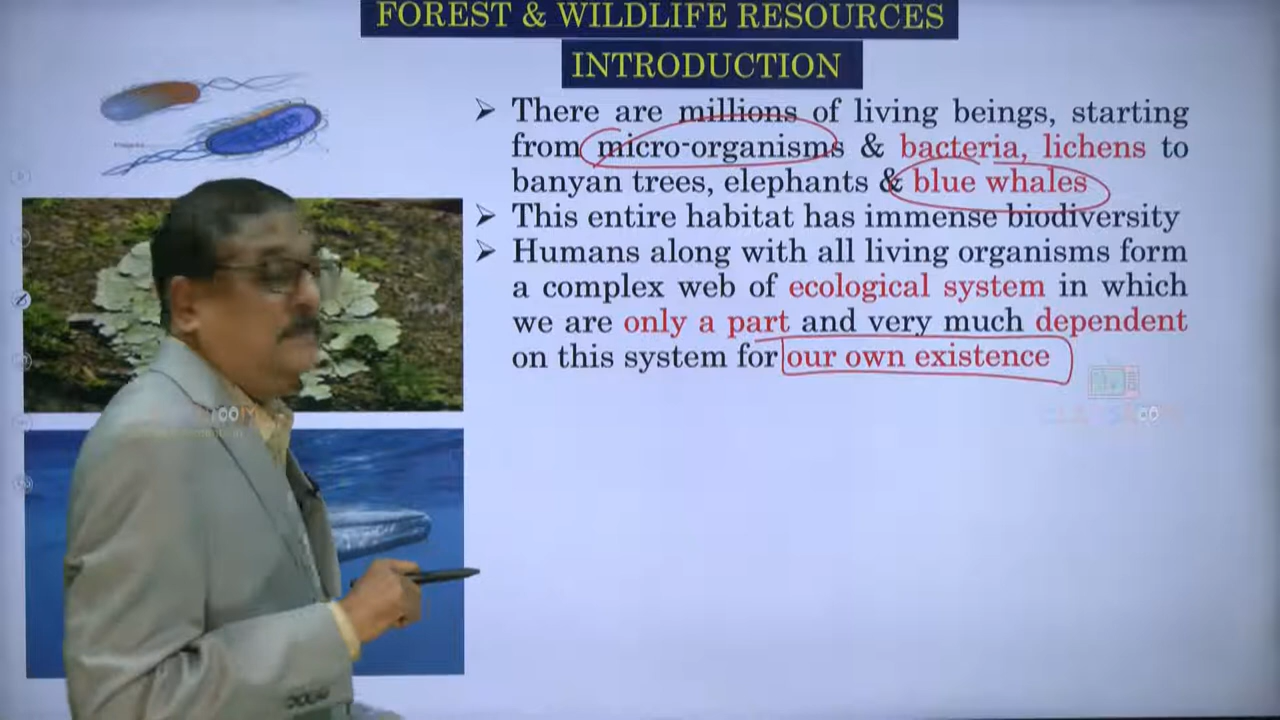 FOREST & WILDLIFE RESOURCES
INTRODUCTION
➢ There are millions of living beings, starting
from micro-organisms & bacteria, lichens to
banyan trees, elephants & blue whales
➢ This entire habitat has immense biodiversity
➢ Humans along with all living organisms form
a complex web of ecological system in which
we are only a part and very much dependent
on this system for our own existence